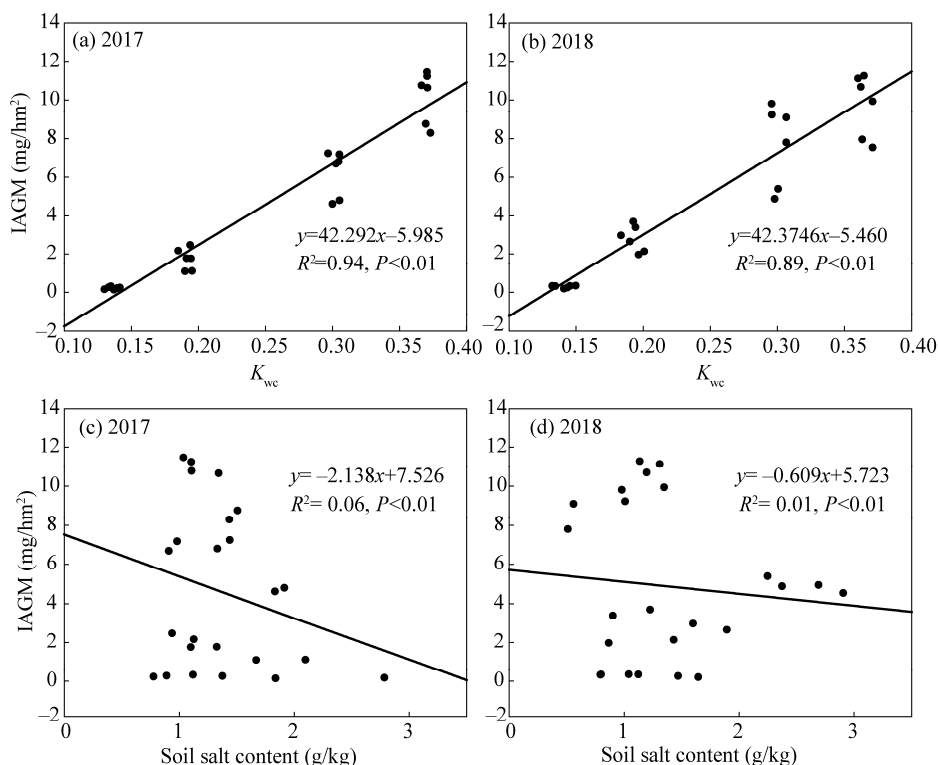 (a) 2017
14
12
10
8
6
4
2
0
–2
IAGM (mg/hm²)
y=42.292x–5.985
R²=0.94, P<0.01
0.10 0.15 0.20 0.25 0.30 0.35 0.40
Kwc
(b) 2018
14
12
10
8
6
4
2
0
–2
y=42.3746x–5.460
R²=0.89, P<0.01
0.10 0.15 0.20 0.25 0.30 0.35 0.40
Kwc
(c) 2017
14
12
10
8
6
4
2
0
–2
IAGM (mg/hm²)
y= –2.138x+7.526
R²= 0.06, P<0.01
0 1 2 3
Soil salt content (g/kg)
(d) 2018
14
12
10
8
6
4
2
0
–2
y= –0.609x+5.723
R²= 0.01, P<0.01
0 1 2 3
Soil salt content (g/kg)